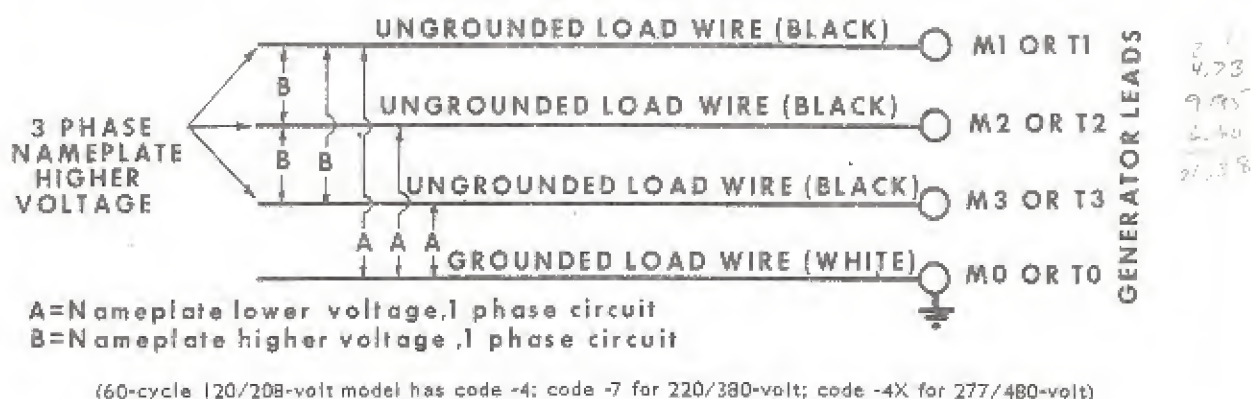 UNGROUNDED LOAD WIRE (BLACK)
M1 OR T1
B
UNGROUNDED LOAD WIRE (BLACK)
M2 OR T2
3 PHASE
NAMEPLATE
HIGHER
VOLTAGE
B B
UNGROUNDED LOAD WIRE (BLACK)
M3 OR T3
A A A
GROUNDED LOAD WIRE (WHITE)
M0 OR T0
GENERATOR LEADS
4.73
A=Nameplate lower voltage,1 phase circuit
B=Nameplate higher voltage ,1 phase circuit
(60-cycle 120/208-volt model has code -4; code -7 for 220/380-volt; code -4X for 277/480-volt)